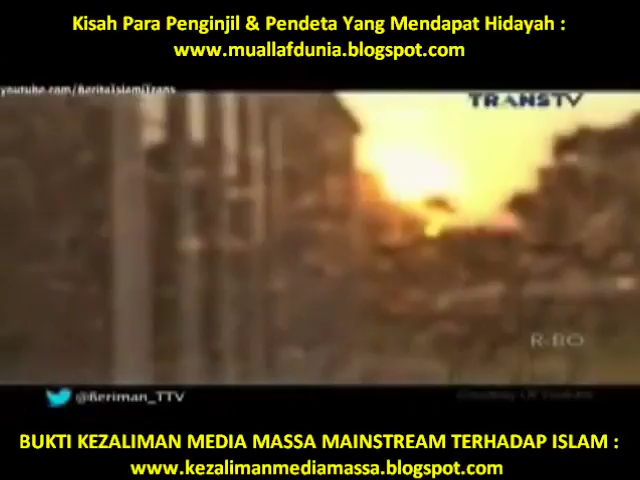 Kisah Para Penginjil & Pendeta Yang Mendapat Hidayah :
www.muallafdunia.blogspot.com
youtube.com/BeritaIslamiTrans
TRANSTV
R-BO
@Beriman_TTV
BUKTI KEZALIMAN MEDIA MASSA MAINSTREAM TERHADAP ISLAM :
www.kezalimanmediamassa.blogspot.com